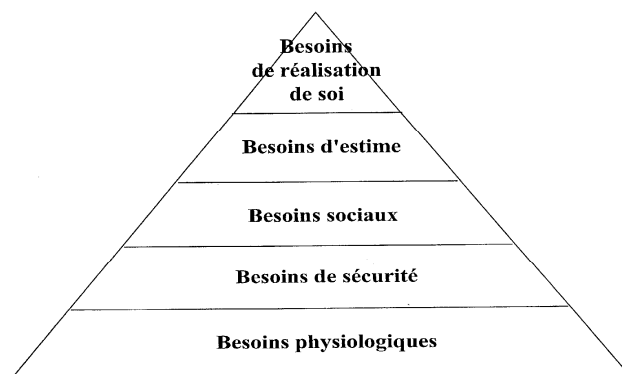 Besoins
de réalisation
de soi
Besoins d'estime
Besoins sociaux
Besoins de sécurité
Besoins physiologiques